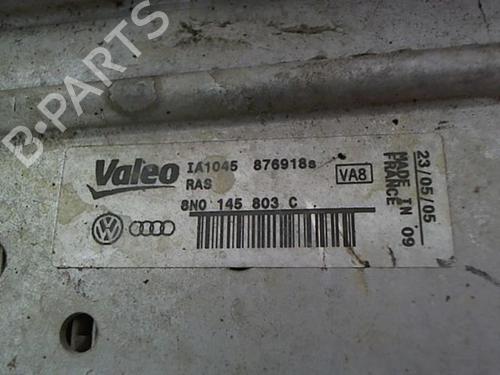 B-PARTS
Valeo IA1045 876918s
RAS
VA8
8N0 145 803 C
23/05/05
MADE IN 09
FRANCE